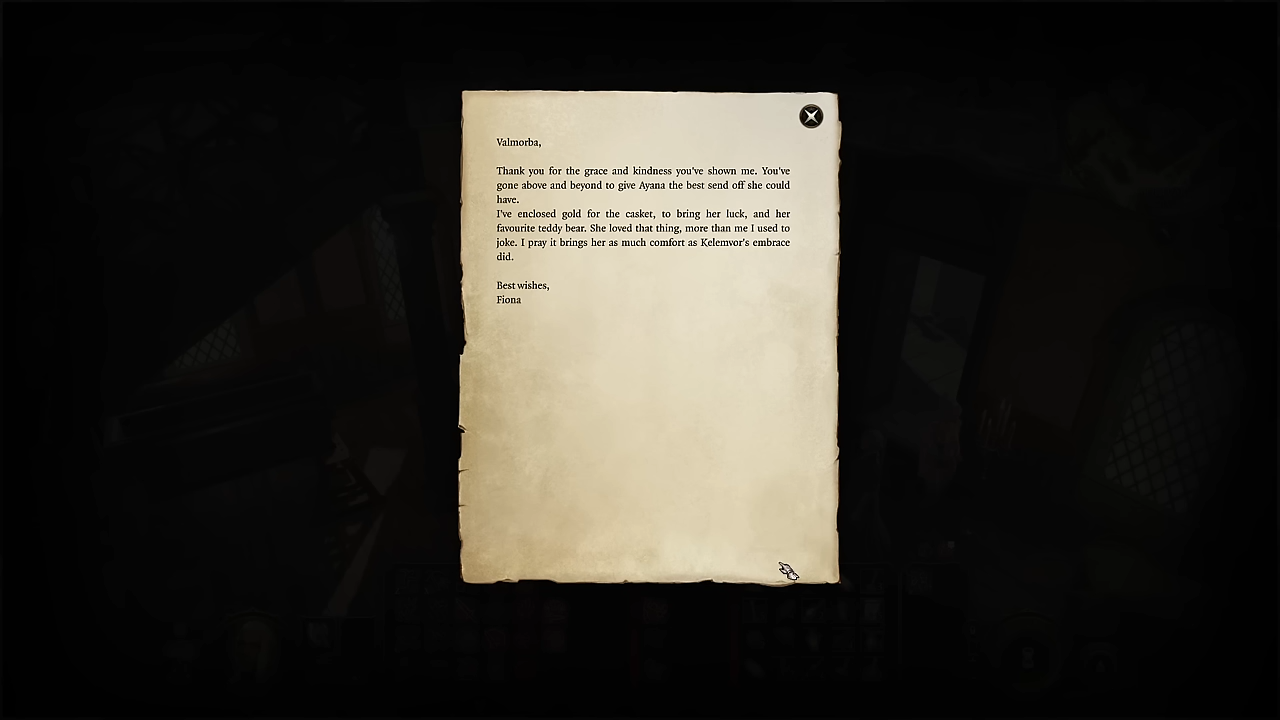 Valmorba,
Thank you for the grace and kindness you've shown me. You've
gone above and beyond to give Ayana the best send off she could
have.
I've enclosed gold for the casket, to bring her luck, and her
favourite teddy bear. She loved that thing, more than me I used to
joke. I pray it brings her as much comfort as Kelemvor's embrace
did.
Best wishes,
Fiona